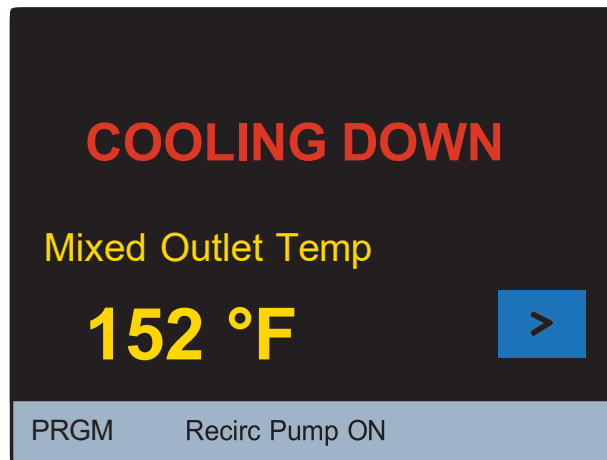 COOLING DOWN
Mixed Outlet Temp
152 °F
>
PRGM Recirc Pump ON